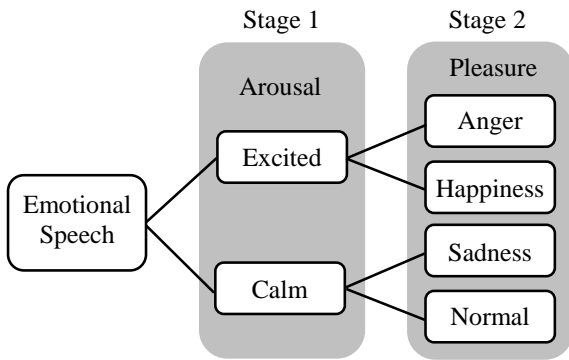 Stage 1
Stage 2
Arousal
Pleasure
Emotional
Speech
Excited
Calm
Anger
Happiness
Sadness
Normal